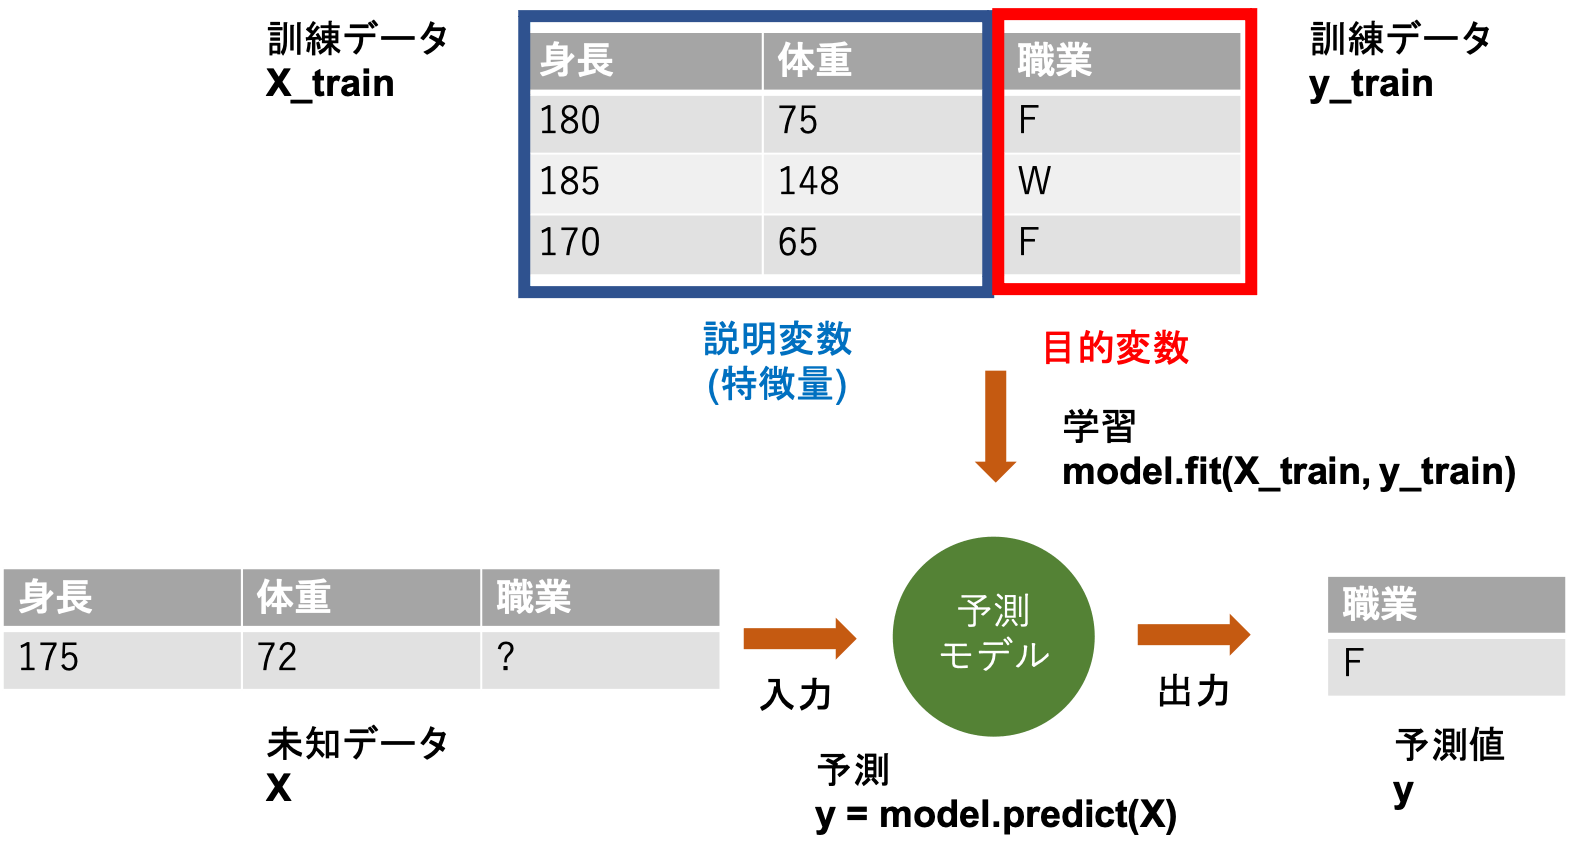 訓練データ
X_train
身長 体重 職業
180 75 F
185 148 W
170 65 F
訓練データ
y_train
説明変数
(特徴量)
目的変数
学習
model.fit(X_train, y_train)
身長 体重 職業
175 72 ?
未知データ
X
入力
予測
モデル
出力
予測
y = model.predict(X)
職業
F
予測値
y